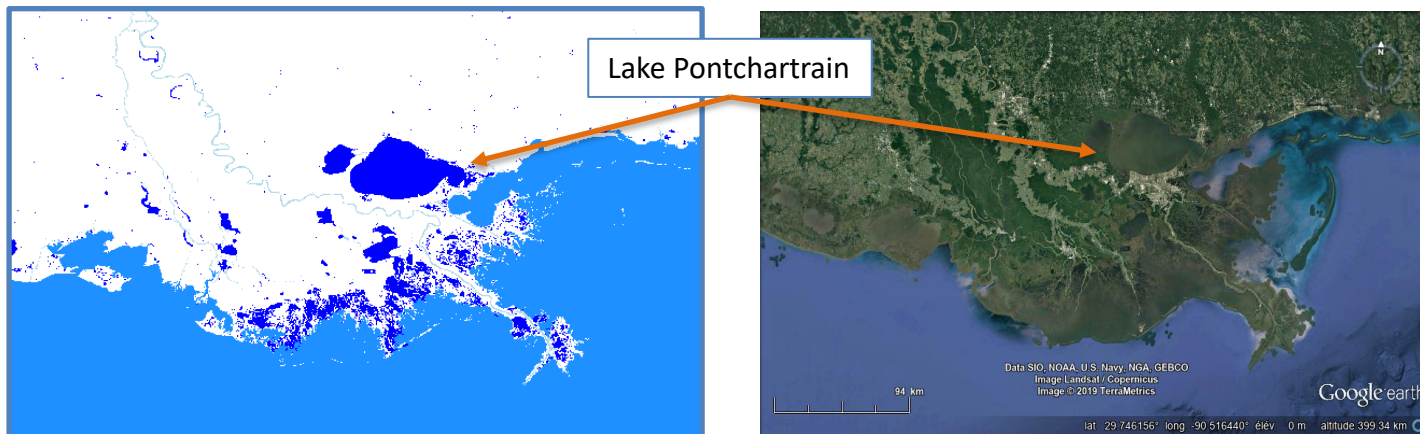 Lake Pontchartrain
N
Data SIO, NOAA, U.S. Navy, NGA, GEBCO
Image Landsat / Copernicus
Image © 2019 TerraMetrics
94 km
Google earth
lat 29.746156° long -90.516440° élév 0 m altitude 399.34 km